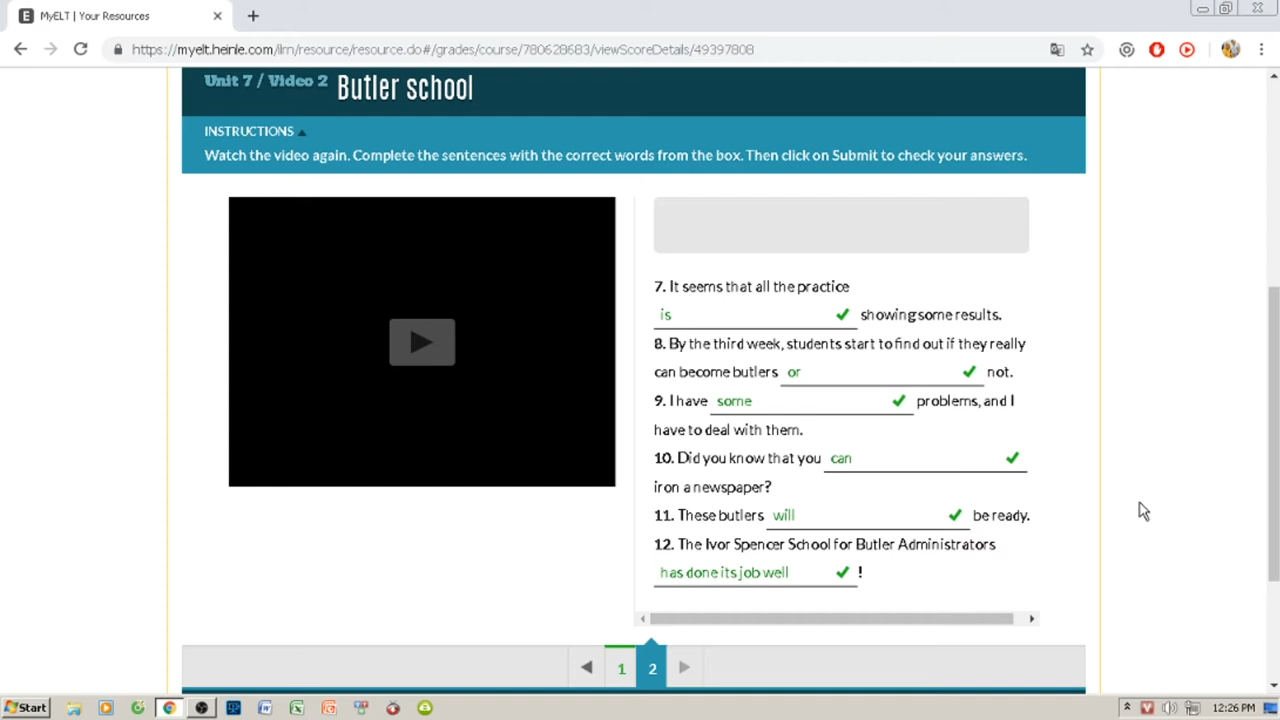 MyELT | Your Resources
https://myelt.heinle.com/ilrn/resource/resource.do#/grades/course/780628683/viewScoreDetails/49397808
Unit 7 / Video 2 Butler school
INSTRUCTIONS
Watch the video again. Complete the sentences with the correct words from the box. Then click on Submit to check your answers.
7. It seems that all the practice
is showing some results.
8. By the third week, students start to find out if they really
can become butlers or not.
9. I have some problems, and I
have to deal with them.
10. Did you know that you can
iron a newspaper?
11. These butlers will be ready.
12. The Ivor Spencer School for Butler Administrators
has done its job well !
1 2
Start 12:26 PM